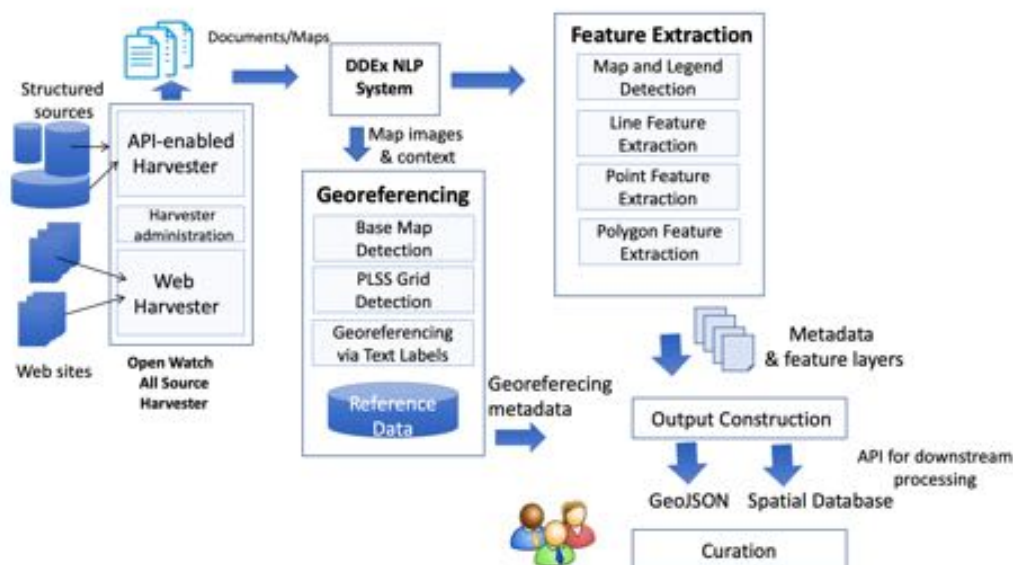 Documents/Maps
Structured
sources
API-enabled
Harvester
Harvester
administration
Web
Harvester
Web sites
Open Watch
All Source
Harvester
DDEx NLP
System
Map images
& context
Georeferencing
Base Map
Detection
PLSS Grid
Detection
Georeferencing
via Text Labels
Reference
Data
Georeferecing
metadata
Feature Extraction
Map and Legend
Detection
Line Feature
Extraction
Point Feature
Extraction
Polygon Feature
Extraction
Metadata
& feature layers
Output Construction
API for downstream
processing
GeoJSON
Spatial Database
Curation